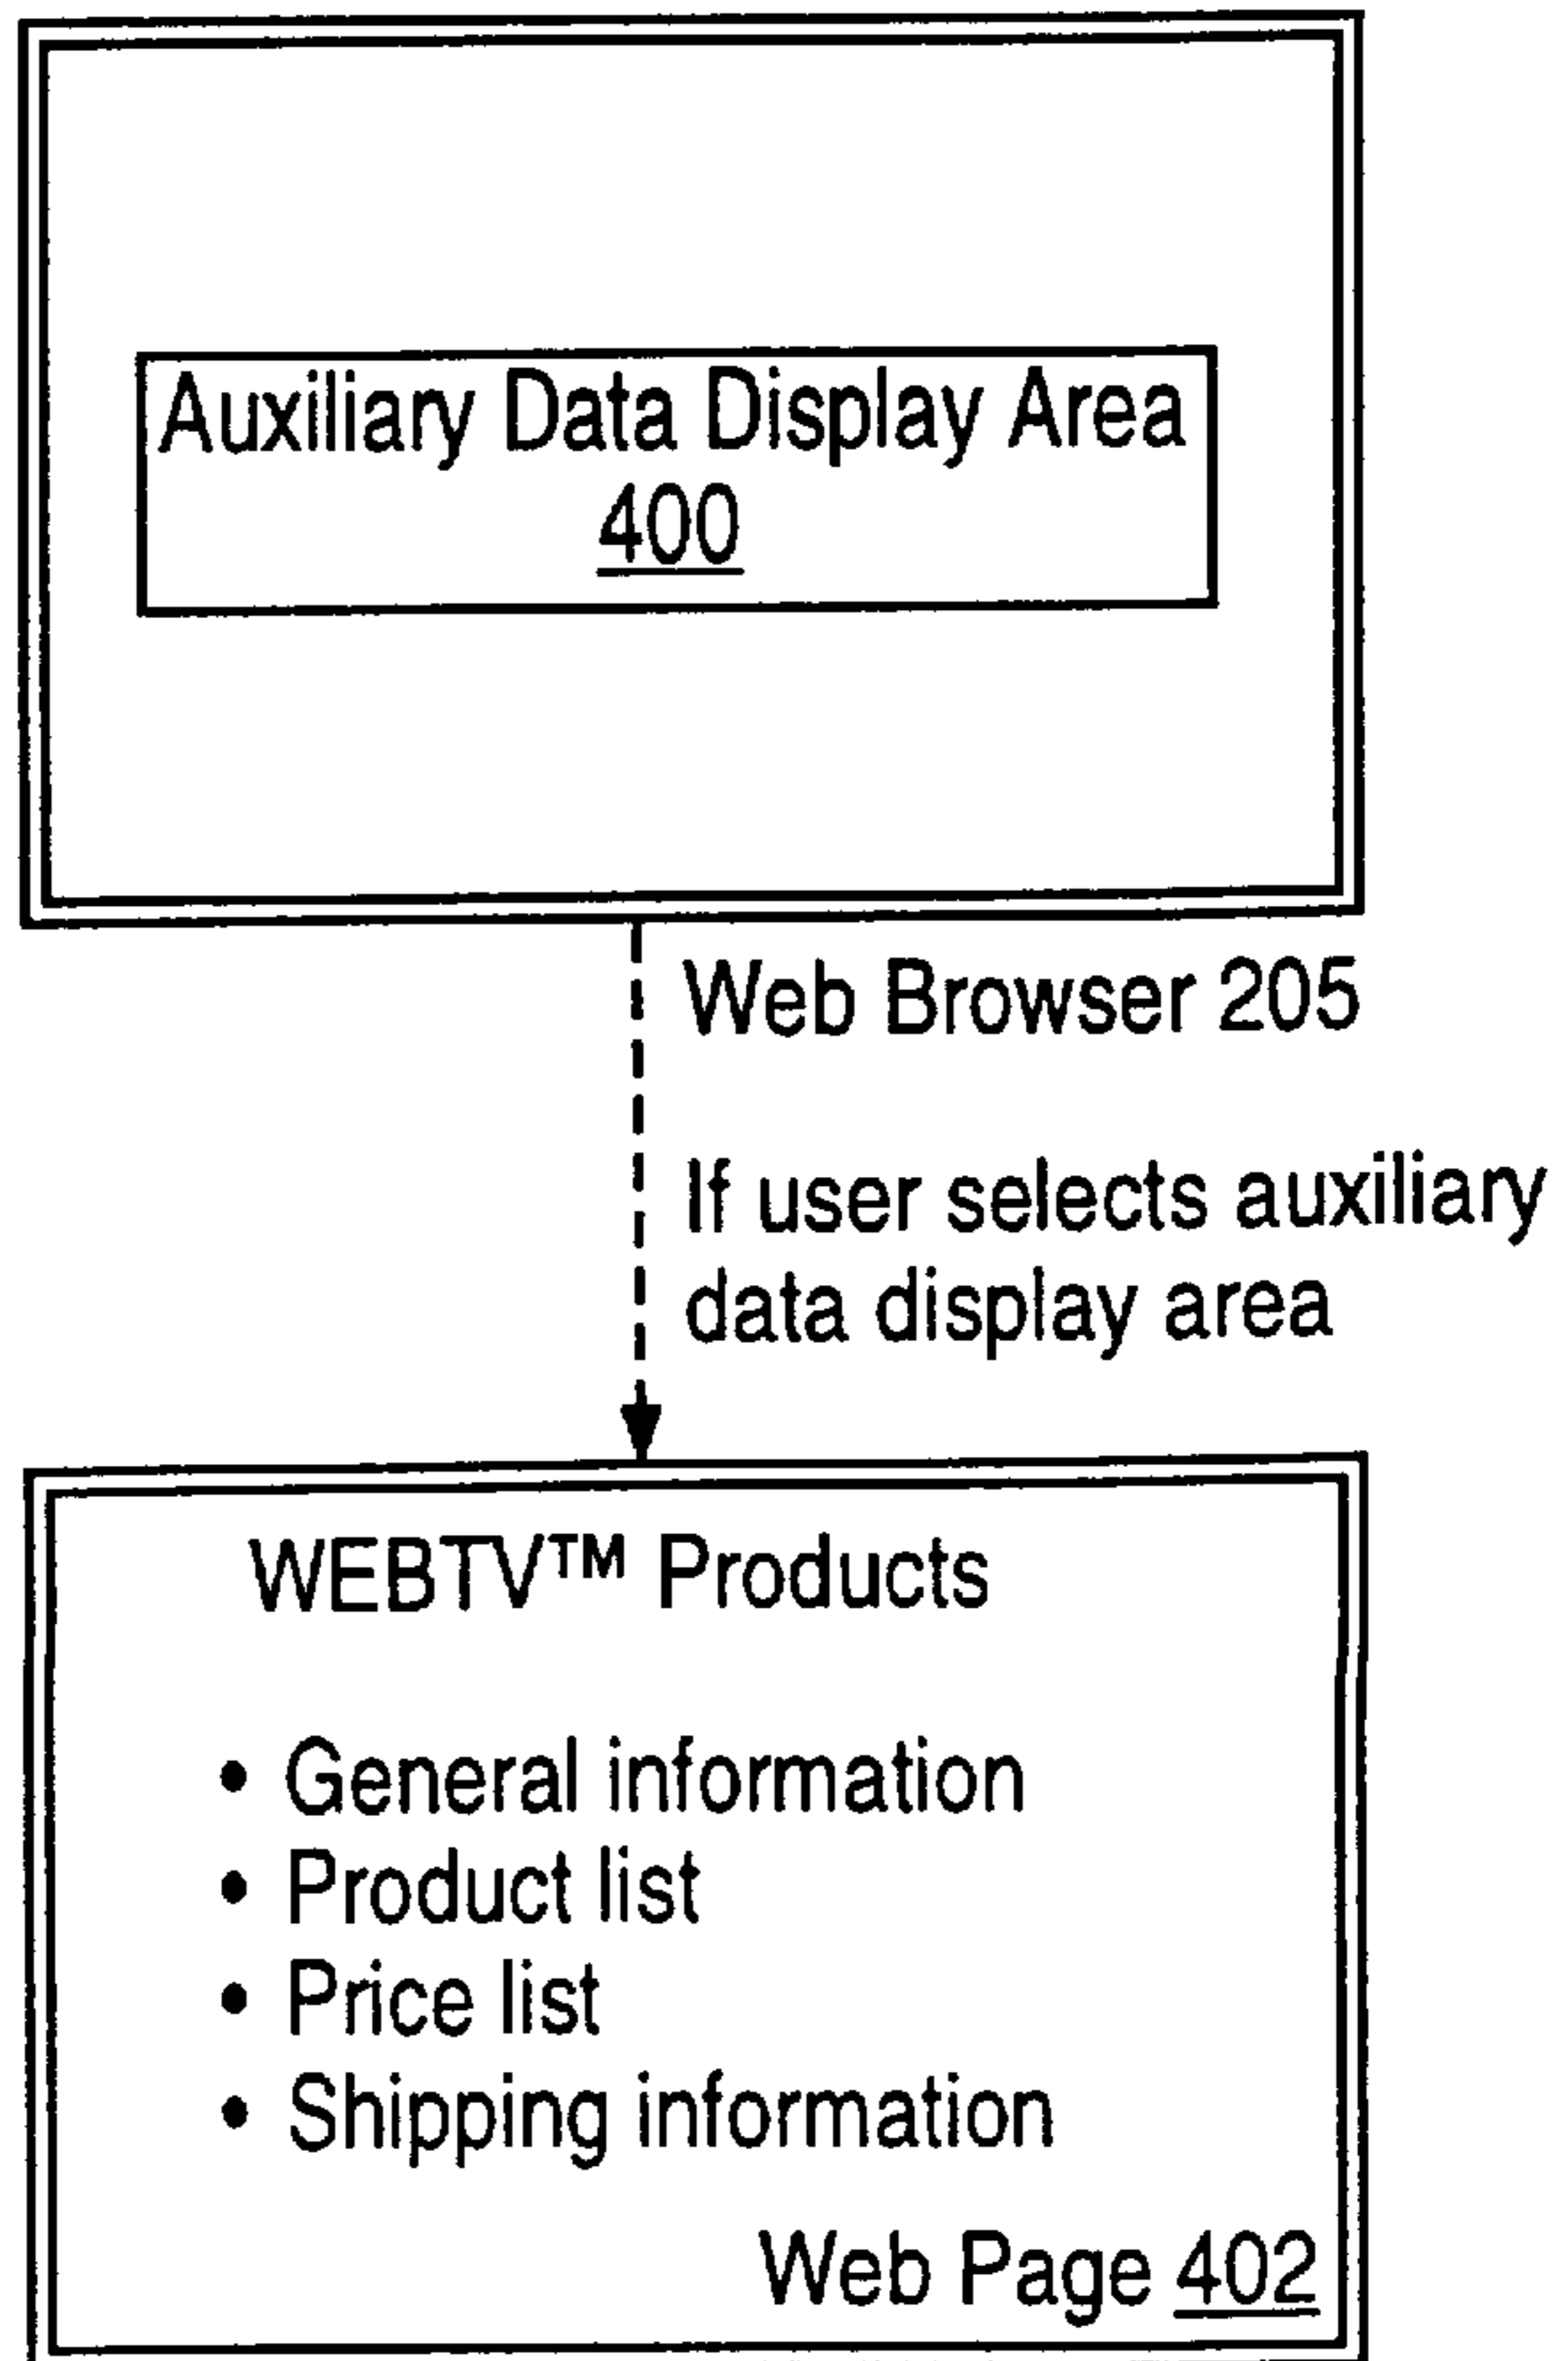 Auxiliary Data Display Area
400
Web Browser 205
If user selects auxiliary
data display area
WEBTV™ Products
• General information
• Product list
• Price list
• Shipping information
Web Page 402